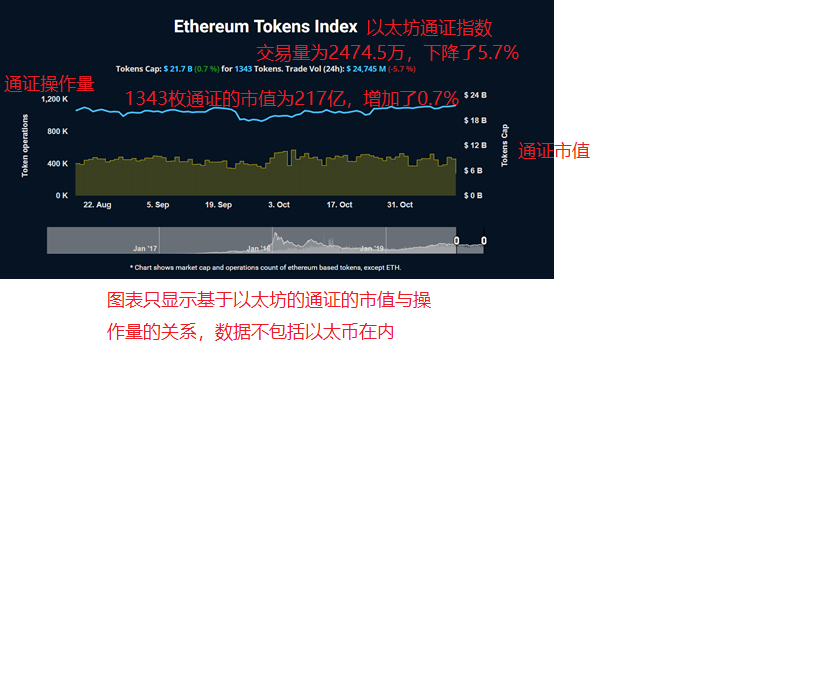 Ethereum Tokens Index 以太坊通证指数
交易量为2474.5万，下降了5.7%
Tokens Cap: $ 21.7 B (0.7 %) for 1343 Tokens. Trade Vol (24h): $ 24,745 M (-5.7 %)
通证操作量
1343枚通证的市值为217亿，增加了0.7%
1,200 K
800 K
400 K
0 K
Token operations
$ 24 B
$ 18 B
$ 12 B
$ 6 B
$ 0 B
Tokens Cap
通证市值
22. Aug 5. Sep 19. Sep 3. Oct 17. Oct 31. Oct
Jan '17 Jan '18 Jan '19
0 0
* Chart shows market cap and operations count of ethereum based tokens, except ETH.
图表只显示基于以太坊的通证的市值与操
作量的关系，数据不包括以太币在内